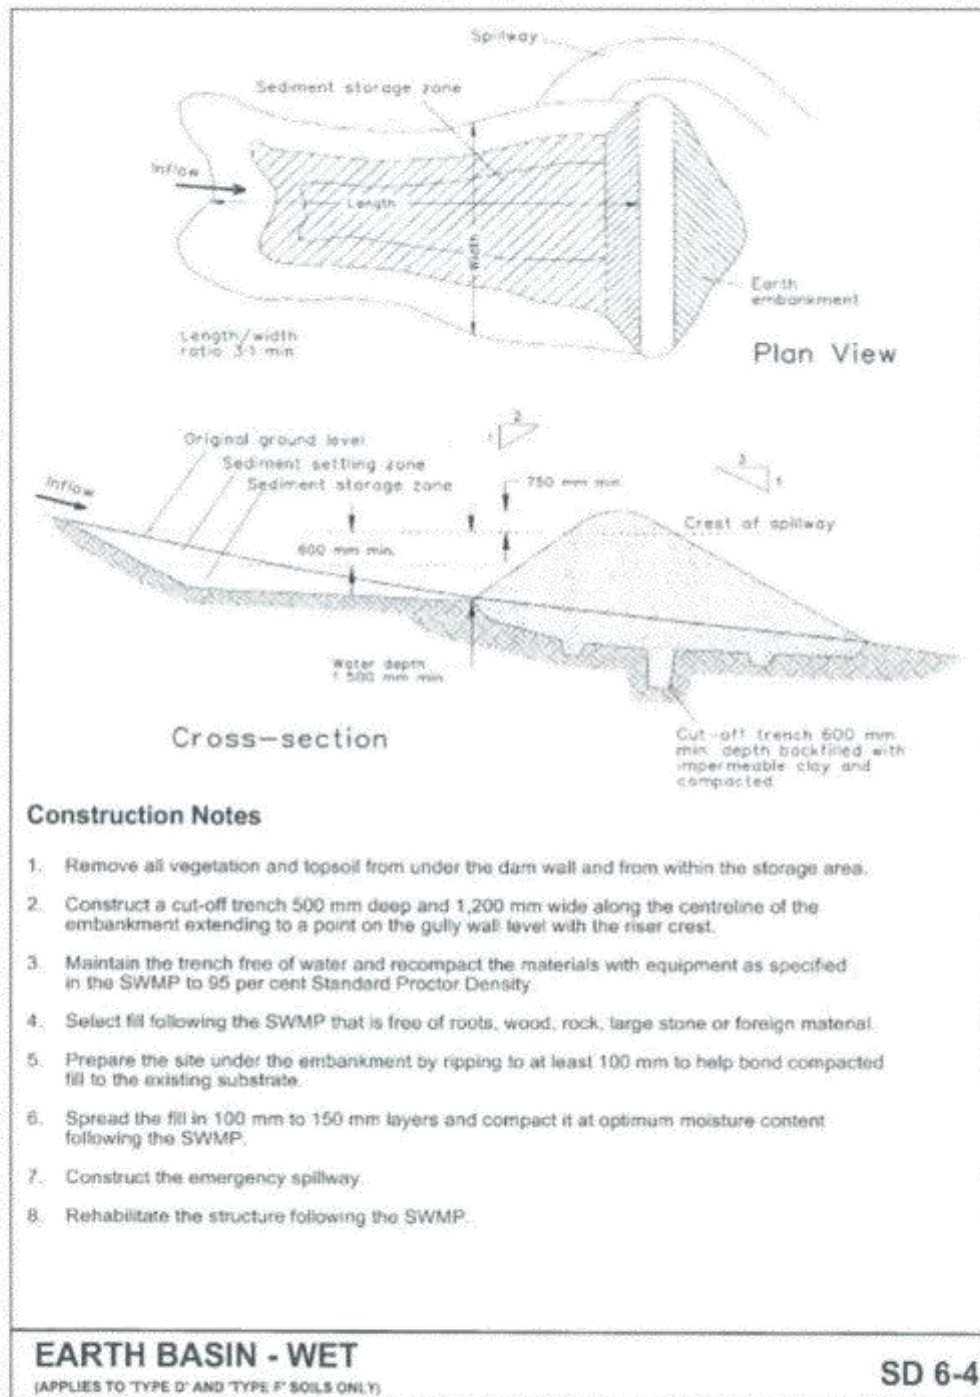 Spillway
Sediment storage zone
Inflow
Length
Width
Earth
embankment
Length/width
ratio 3:1 min
Plan View
2
1
Original ground level
Sediment settling zone
Sediment storage zone
Inflow
750 mm min
3
1
Crest of spillway
600 mm min.
Water depth
1 500 mm min
Cross-section
Cut-off trench 600 mm
min. depth backfilled with
impermeable clay and
compacted
Construction Notes
1. Remove all vegetation and topsoil from under the dam wall and from within the storage area.
2. Construct a cut-off trench 500 mm deep and 1,200 mm wide along the centreline of the
embankment extending to a point on the gully wall level with the riser crest.
3. Maintain the trench free of water and recompact the materials with equipment as specified
in the SWMP to 95 per cent Standard Proctor Density.
4. Select fill following the SWMP that is free of roots, wood, rock, large stone or foreign material.
5. Prepare the site under the embankment by ripping to at least 100 mm to help bond compacted
fill to the existing substrate.
6. Spread the fill in 100 mm to 150 mm layers and compact it at optimum moisture content
following the SWMP.
7. Construct the emergency spillway.
8. Rehabilitate the structure following the SWMP.
EARTH BASIN - WET
(APPLIES TO 'TYPE D' AND 'TYPE F' SOILS ONLY)
SD 6-4